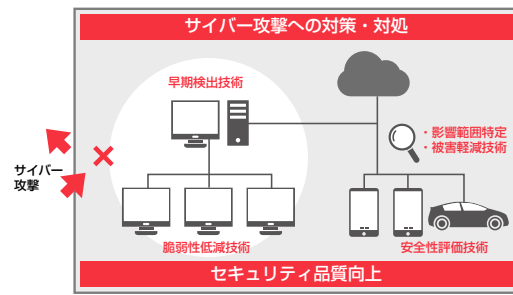 サイバー攻撃への対策・対処
早期検出技術
・影響範囲特定
・被害軽減技術
サイバー
攻撃
脆弱性低減技術
安全性評価技術
セキュリティ品質向上